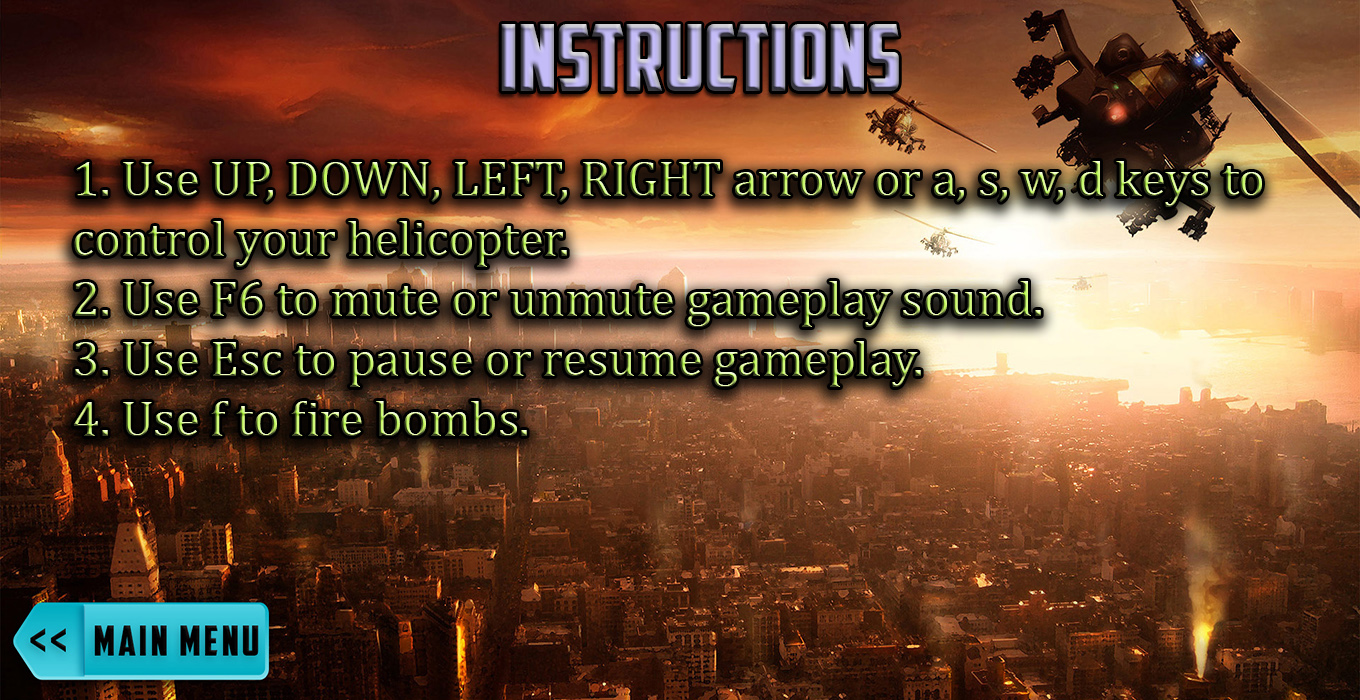 INSTRUCTIONS
1. Use UP, DOWN, LEFT, RIGHT arrow or a, s, w, d keys to
control your helicopter.
2. Use F6 to mute or unmute gameplay sound.
3. Use Esc to pause or resume gameplay.
4. Use f to fire bombs.
<< MAIN MENU